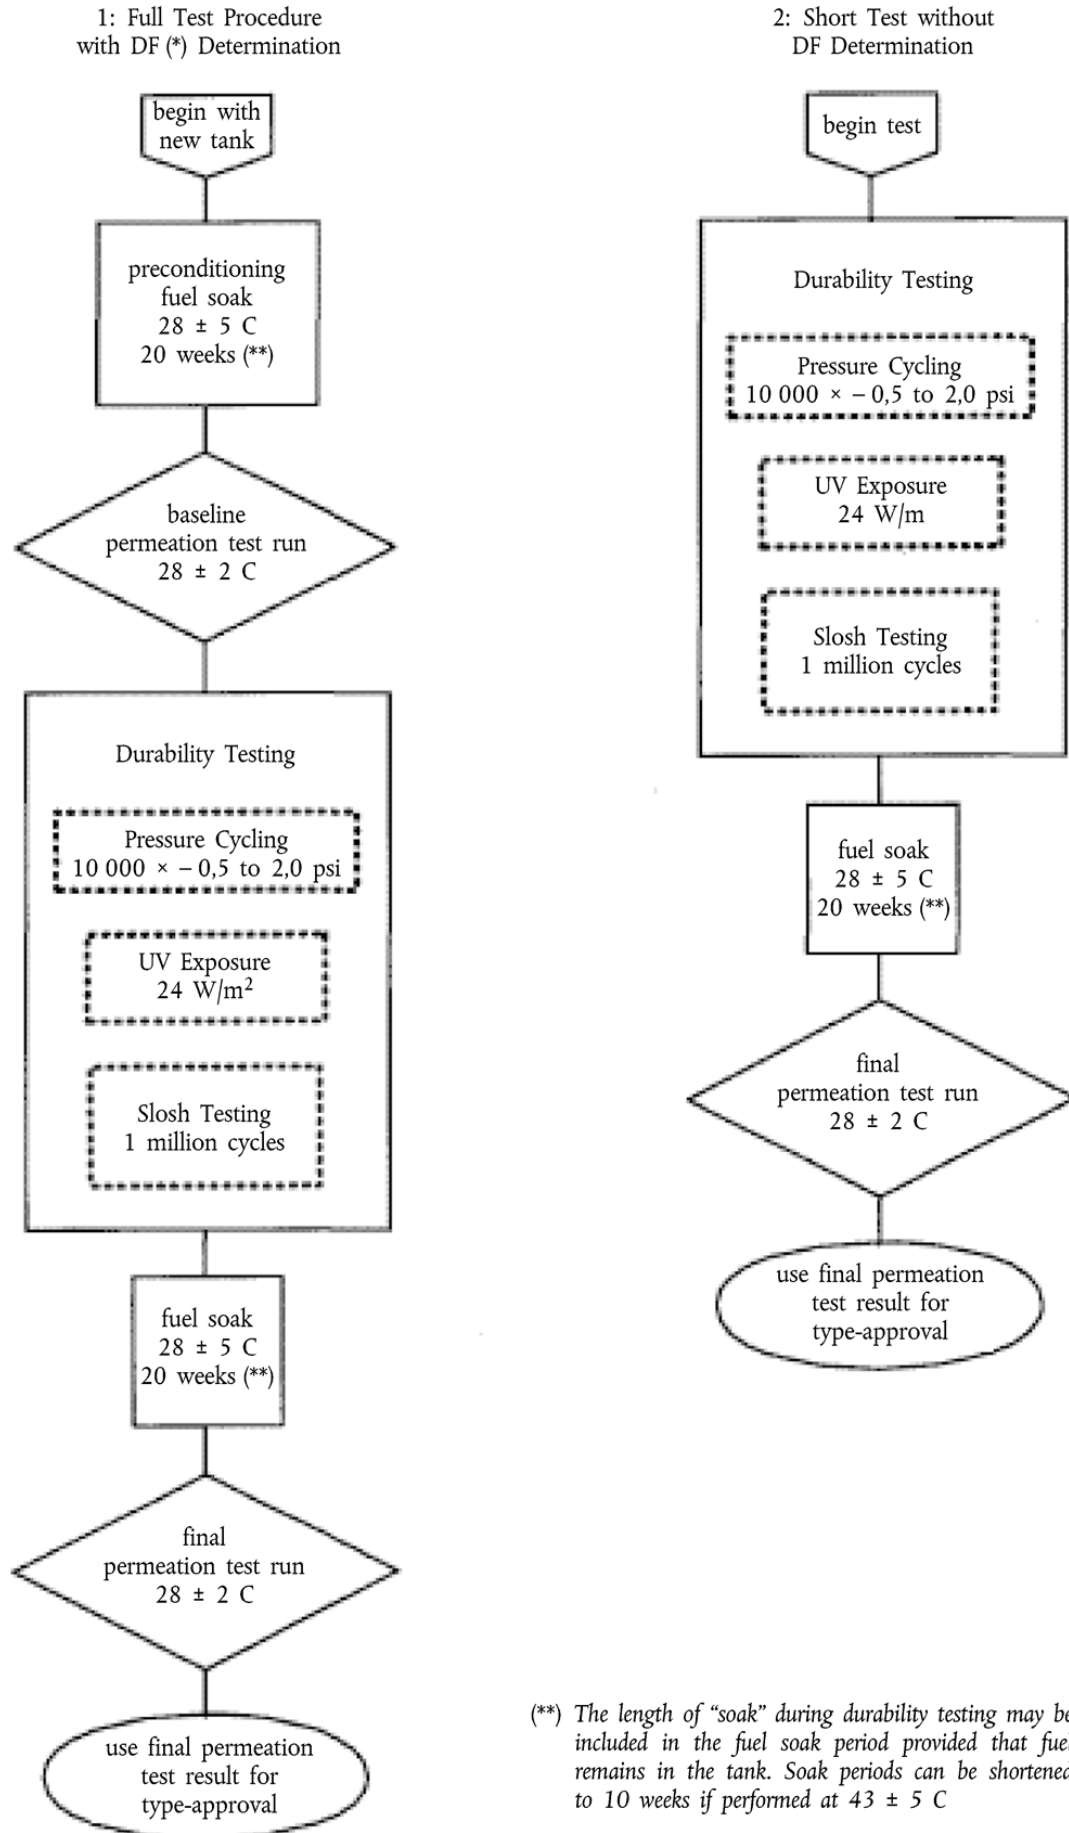 1: Full Test Procedure
with DF (*) Determination
begin with
new tank
preconditioning
fuel soak
28 ± 5 C
20 weeks (**)
baseline
permeation test run
28 ± 2 C
Durability Testing
Pressure Cycling
10 000 × – 0,5 to 2,0 psi
UV Exposure
24 W/m²
Slosh Testing
1 million cycles
fuel soak
28 ± 5 C
20 weeks (**)
final
permeation test run
28 ± 2 C
use final permeation
test result for
type-approval
2: Short Test without
DF Determination
begin test
Durability Testing
Pressure Cycling
10 000 × – 0,5 to 2,0 psi
UV Exposure
24 W/m
Slosh Testing
1 million cycles
fuel soak
28 ± 5 C
20 weeks (**)
final
permeation test run
28 ± 2 C
use final permeation
test result for
type-approval
(**) The length of “soak” during durability testing may be
included in the fuel soak period provided that fuel
remains in the tank. Soak periods can be shortened
to 10 weeks if performed at 43 ± 5 C